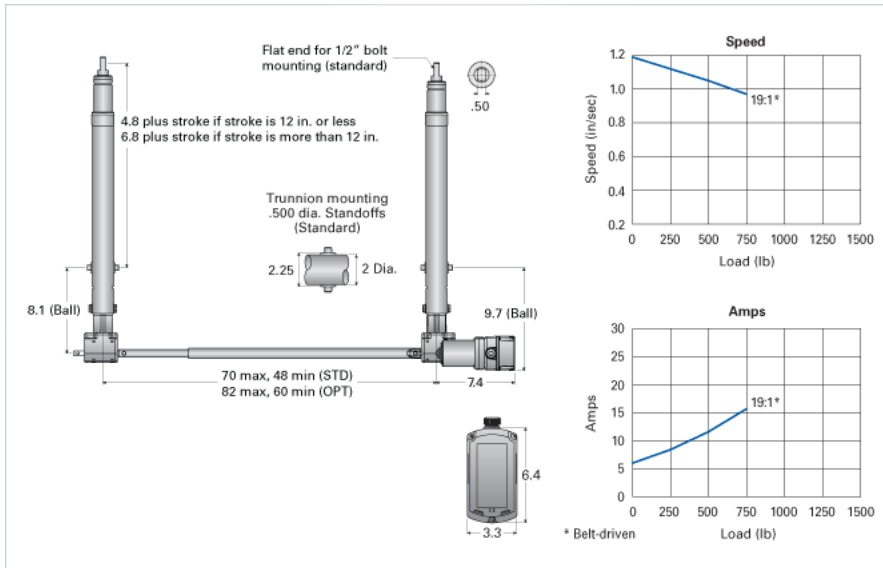 Flat end for 1/2" bolt
mounting (standard)
.50
4.8 plus stroke if stroke is 12 in. or less
6.8 plus stroke if stroke is more than 12 in.
Trunnion mounting
.500 dia. Standoffs
(Standard)
2.25
2 Dia.
8.1 (Ball)
9.7 (Ball)
70 max, 48 min (STD)
82 max, 60 min (OPT)
7.4
6.4
3.3
Speed
1.2
1.0
0.8
0.6
0.4
0.2
Speed (in/sec)
19:1*
0 250 500 750 1000 1250 1500
Load (lb)
Amps
30
25
20
15
10
5
0
Amps
19:1*
0 250 500 750 1000 1250 1500
* Belt-driven
Load (lb)